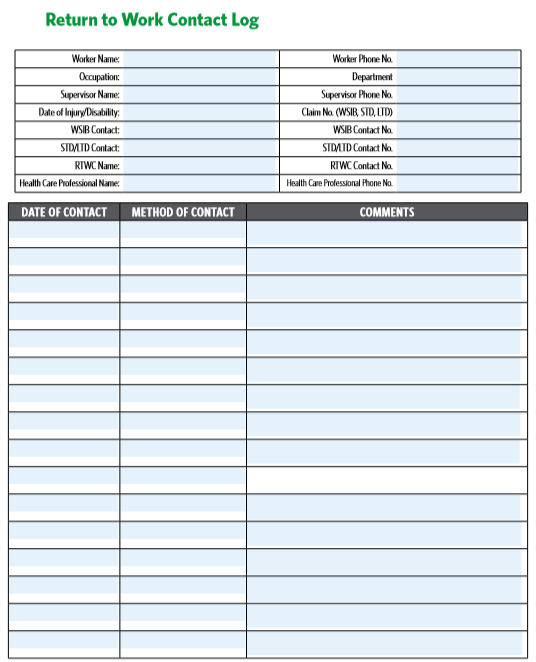 Return to Work Contact Log
Worker Name: Worker Phone No.
Occupation: Department
Supervisor Name: Supervisor Phone No.
Date of Injury/Disability: Claim No. (WSIB, STD, LTD)
WSIB Contact: WSIB Contact No.
STD/LTD Contact: STD/LTD Contact No.
RTWC Name: RTWC Contact No.
Health Care Professional Name: Health Care Professional Phone No.
DATE OF CONTACT METHOD OF CONTACT COMMENTS